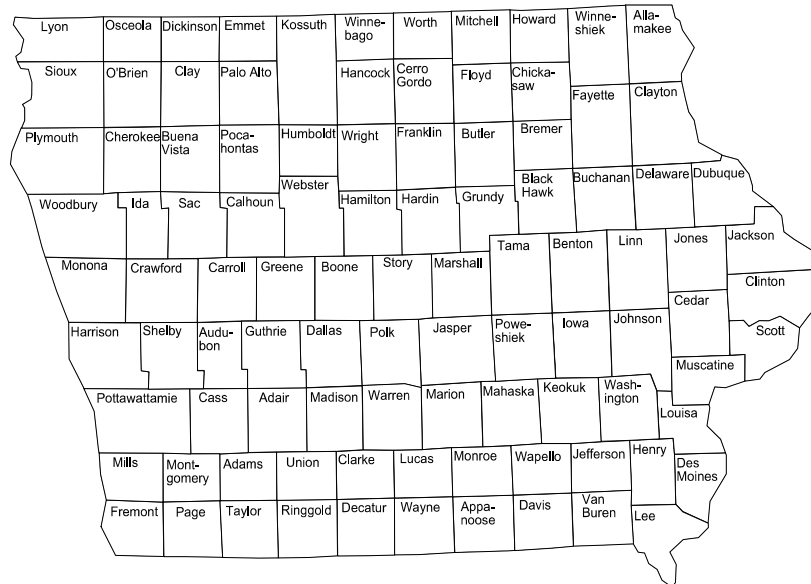 Lyon
Osceola
Dickinson
Emmet
Kossuth
Winne-
bago
Worth
Mitchell
Howard
Winne-
shiek
Alla-
makee
Sioux
O'Brien
Clay
Palo Alto
Hancock
Cerro
Gordo
Floyd
Chicka-
saw
Fayette
Clayton
Plymouth
Cherokee
Buena
Vista
Poca-
hontas
Humboldt
Wright
Franklin
Butler
Bremer
Woodbury
Ida
Sac
Calhoun
Webster
Hamilton
Hardin
Grundy
Black
Hawk
Buchanan
Delaware
Dubuque
Monona
Crawford
Carroll
Greene
Boone
Story
Marshall
Tama
Benton
Linn
Jones
Jackson
Clinton
Cedar
Harrison
Shelby
Audu-
bon
Guthrie
Dallas
Polk
Jasper
Powe-
shiek
Iowa
Johnson
Scott
Muscatine
Pottawattamie
Cass
Adair
Madison
Warren
Marion
Mahaska
Keokuk
Wash-
ington
Louisa
Mills
Mont-
gomery
Adams
Union
Clarke
Lucas
Monroe
Wapello
Jefferson
Henry
Des
Moines
Fremont
Page
Taylor
Ringgold
Decatur
Wayne
Appa-
noose
Davis
Van
Buren
Lee